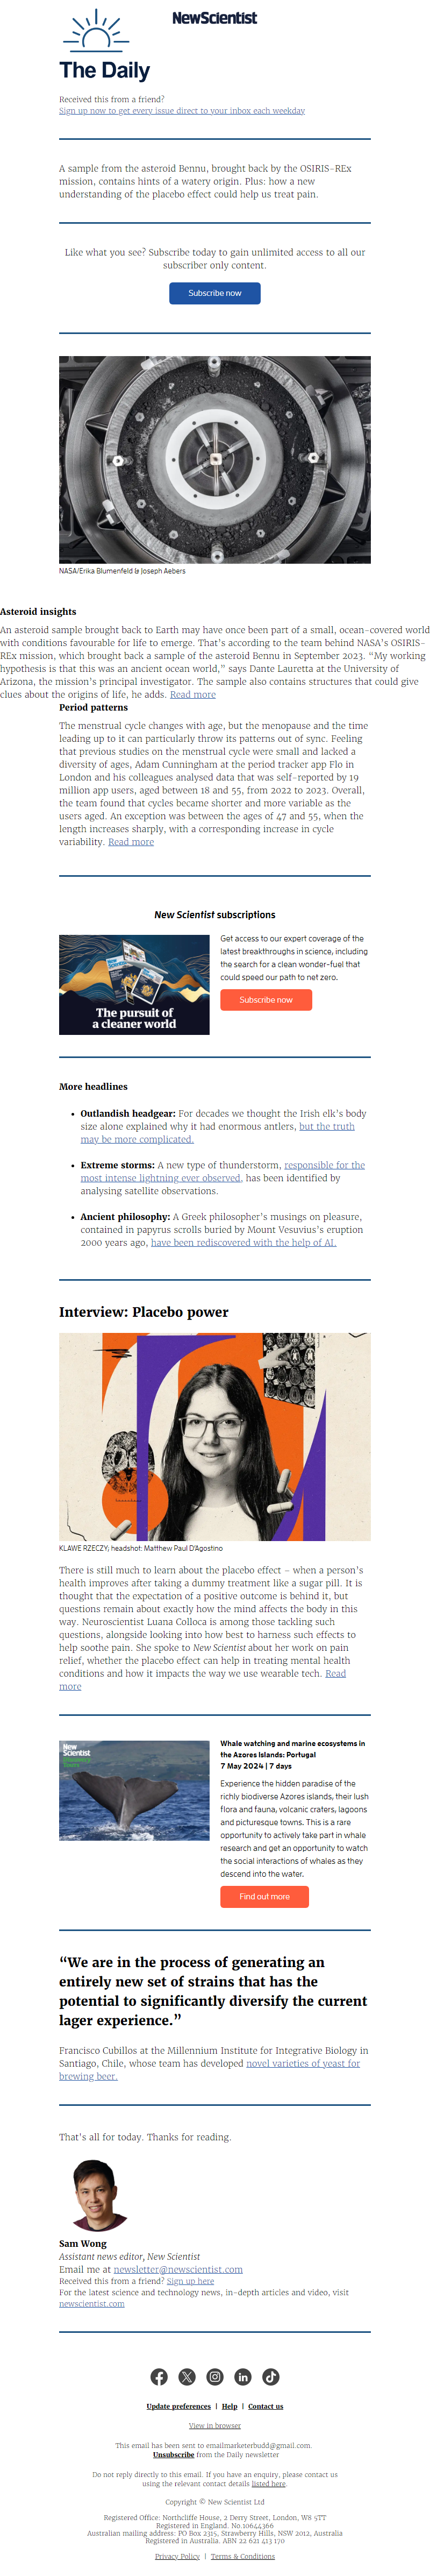 NewScientist
The Daily
Received this from a friend?
Sign up now to get every issue direct to your inbox each weekday
A sample from the asteroid Bennu, brought back by the OSIRIS-REx
mission, contains hints of a watery origin. Plus: how a new
understanding of the placebo effect could help us treat pain.
Like what you see? Subscribe today to gain unlimited access to all our
subscriber only content.
Subscribe now
NASA/Erika Blumenfeld & Joseph Aebers
Asteroid insights
An asteroid sample brought back to Earth may have once been part of a small, ocean-covered world
with conditions favourable for life to emerge. That's according to the team behind NASA's OSIRIS-
REx mission, which brought back a sample of the asteroid Bennu in September 2023. “My working
hypothesis is that this was an ancient ocean world,” says Dante Lauretta at the University of
Arizona, the mission's principal investigator. The sample also contains structures that could give
clues about the origins of life, he adds. Read more
Period patterns
The menstrual cycle changes with age, but the menopause and the time
leading up to it can particularly throw its patterns out of sync. Feeling
that previous studies on the menstrual cycle were small and lacked a
diversity of ages, Adam Cunningham at the period tracker app Flo in
London and his colleagues analysed data that was self-reported by 19
million app users, aged between 18 and 55, from 2022 to 2023. Overall,
the team found that cycles became shorter and more variable as the
users aged. An exception was between the ages of 47 and 55, when the
length increases sharply, with a corresponding increase in cycle
variability. Read more
New Scientist subscriptions
The pursuit of
a cleaner world
Get access to our expert coverage of the
latest breakthroughs in science, including
the search for a clean wonder-fuel that
could speed our path to net zero.
Subscribe now
More headlines
• Outlandish headgear: For decades we thought the Irish elk's body
size alone explained why it had enormous antlers, but the truth
may be more complicated.
• Extreme storms: A new type of thunderstorm, responsible for the
most intense lightning ever observed, has been identified by
analysing satellite observations.
• Ancient philosophy: A Greek philosopher's musings on pleasure,
contained in papyrus scrolls buried by Mount Vesuvius's eruption
2000 years ago, have been rediscovered with the help of AI.
Interview: Placebo power
KLAWE RZECZY; headshot: Matthew Paul D'Agostino
There is still much to learn about the placebo effect – when a person's
health improves after taking a dummy treatment like a sugar pill. It is
thought that the expectation of a positive outcome is behind it, but
questions remain about exactly how the mind affects the body in this
way. Neuroscientist Luana Colloca is among those tackling such
questions, alongside looking into how best to harness such effects to
help soothe pain. She spoke to New Scientist about her work on pain
relief, whether the placebo effect can help in treating mental health
conditions and how it impacts the way we use wearable tech. Read
more
New
Scientist
Discovery
Tours
Whale watching and marine ecosystems in
the Azores Islands: Portugal
7 May 2024 | 7 days
Experience the hidden paradise of the
richly biodiverse Azores islands, their lush
flora and fauna, volcanic craters, lagoons
and picturesque towns. This is a rare
opportunity to actively take part in whale
research and get an opportunity to watch
the social interactions of whales as they
descend into the water.
Find out more
“We are in the process of generating an
entirely new set of strains that has the
potential to significantly diversify the current
lager experience.”
Francisco Cubillos at the Millennium Institute for Integrative Biology in
Santiago, Chile, whose team has developed novel varieties of yeast for
brewing beer.
That's all for today. Thanks for reading.
Sam Wong
Assistant news editor, New Scientist
Email me at newsletter@newscientist.com
Received this from a friend? Sign up here
For the latest science and technology news, in-depth articles and video, visit
newscientist.com
Update preferences | Help | Contact us
View in browser
This email has been sent to emailmarketerbudd@gmail.com.
Unsubscribe from the Daily newsletter
Do not reply directly to this email. If you have an enquiry, please contact us
using the relevant contact details listed here.
Copyright © New Scientist Ltd
Registered Office: Northcliffe House, 2 Derry Street, London, W8 5TT
Registered in England. No.10644366
Australian mailing address: PO Box 2315, Strawberry Hills, NSW 2012, Australia
Registered in Australia. ABN 22 621 413 170
Privacy Policy | Terms & Conditions